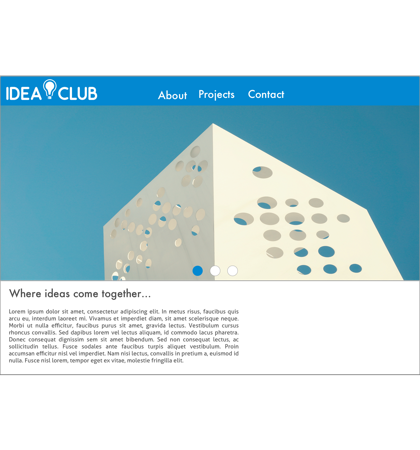 IDEA CLUB About Projects Contact
Where ideas come together...
Lorem ipsum dolor sit amet, consectetur adipiscing elit. In metus risus, faucibus quis
arcu eu, interdum laoreet mi. Vivamus et imperdiet diam, sit amet scelerisque neque.
Morbi ut nulla efficitur, faucibus purus sit amet, gravida lectus. Vestibulum cursus
rhoncus convallis. Sed dapibus lorem vel lectus aliquam, id commodo lacus pharetra.
Donec consequat dignissim sem sit amet bibendum. Sed non consequat lectus, ac
sollicitudin tellus. Fusce sodales ante faucibus turpis aliquet vestibulum. Proin
accumsan efficitur nisl vel imperdiet. Nam nisi lectus, convallis in pretium a, euismod id
nulla. Fusce nisl lorem, tempor eget ex vitae, molestie fringilla elit.